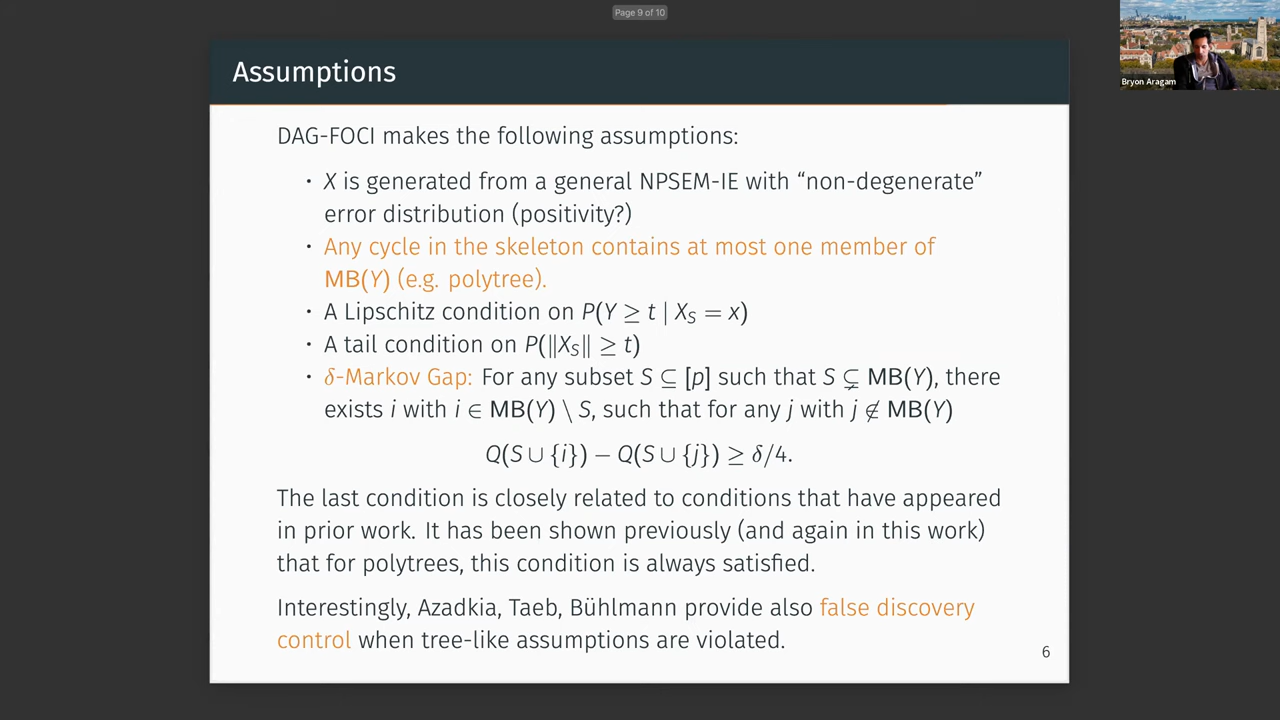 Page 9 of 10
Bryon Aragam
Assumptions
DAG-FOCI makes the following assumptions:
• X is generated from a general NPSEM-IE with “non-degenerate”
error distribution (positivity?)
• Any cycle in the skeleton contains at most one member of
MB(Y) (e.g. polytree).
• A Lipschitz condition on P(Y ≥ t | X_S = x)
• A tail condition on P(‖X_S‖ ≥ t)
• δ-Markov Gap: For any subset S ⊆ [p] such that S ⊊ MB(Y), there
exists i with i ∈ MB(Y) \ S, such that for any j with j ∉ MB(Y)
Q(S ∪ {i}) − Q(S ∪ {j}) ≥ δ/4.
The last condition is closely related to conditions that have appeared
in prior work. It has been shown previously (and again in this work)
that for polytrees, this condition is always satisfied.
Interestingly, Azadkia, Taeb, Bühlmann provide also false discovery
control when tree-like assumptions are violated.
6